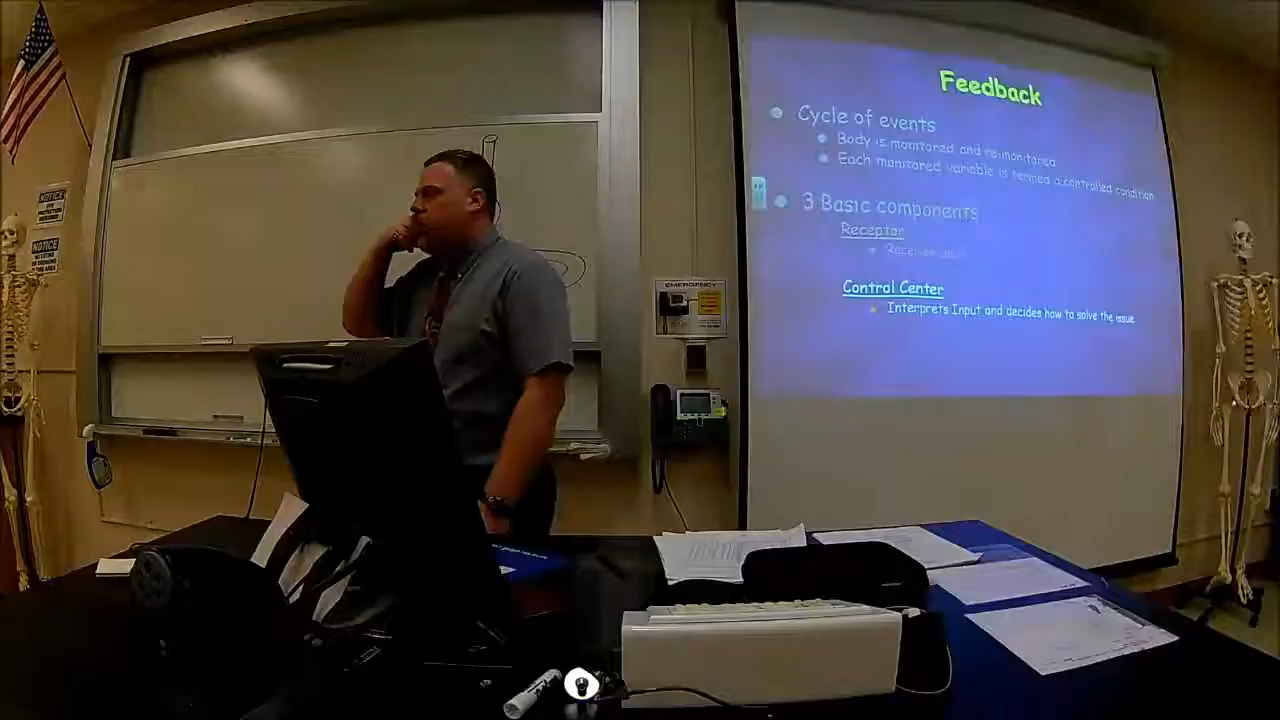 Feedback
Cycle of events
Body is monitored and re-monitored
Each monitored variable is termed a controlled condition
3 Basic components
Receptor
Control Center
Interprets Input and decides how to solve the issue
NOTICE
NOTICE
EMERGENCY